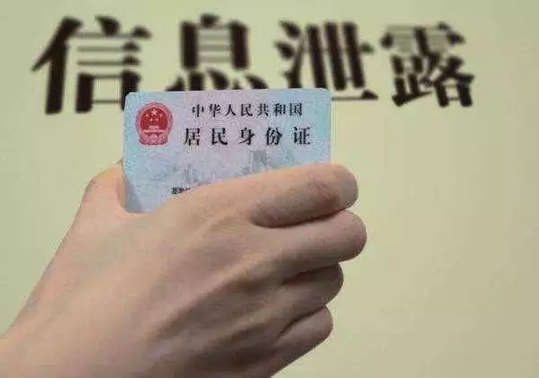 信息泄露
中华人民共和国
居民身份证